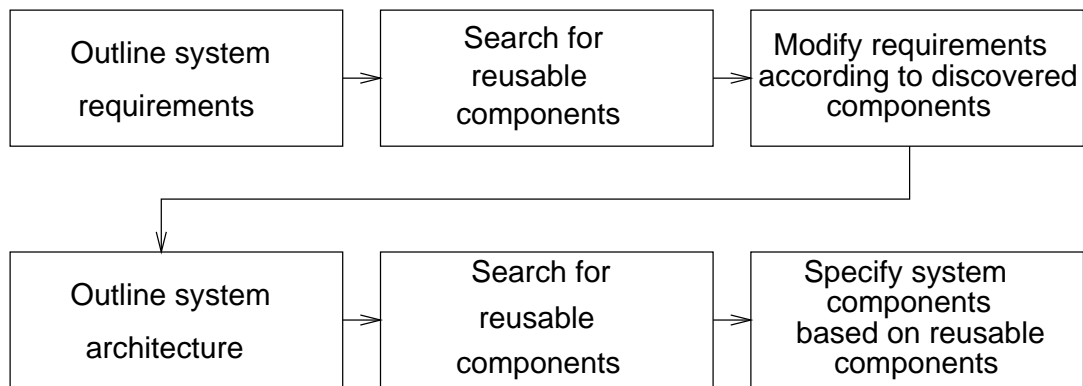 Outline system
requirements
Search for
reusable
components
Modify requirements
according to discovered
components
Outline system
architecture
Search for
reusable
components
Specify system
components
based on reusable
components